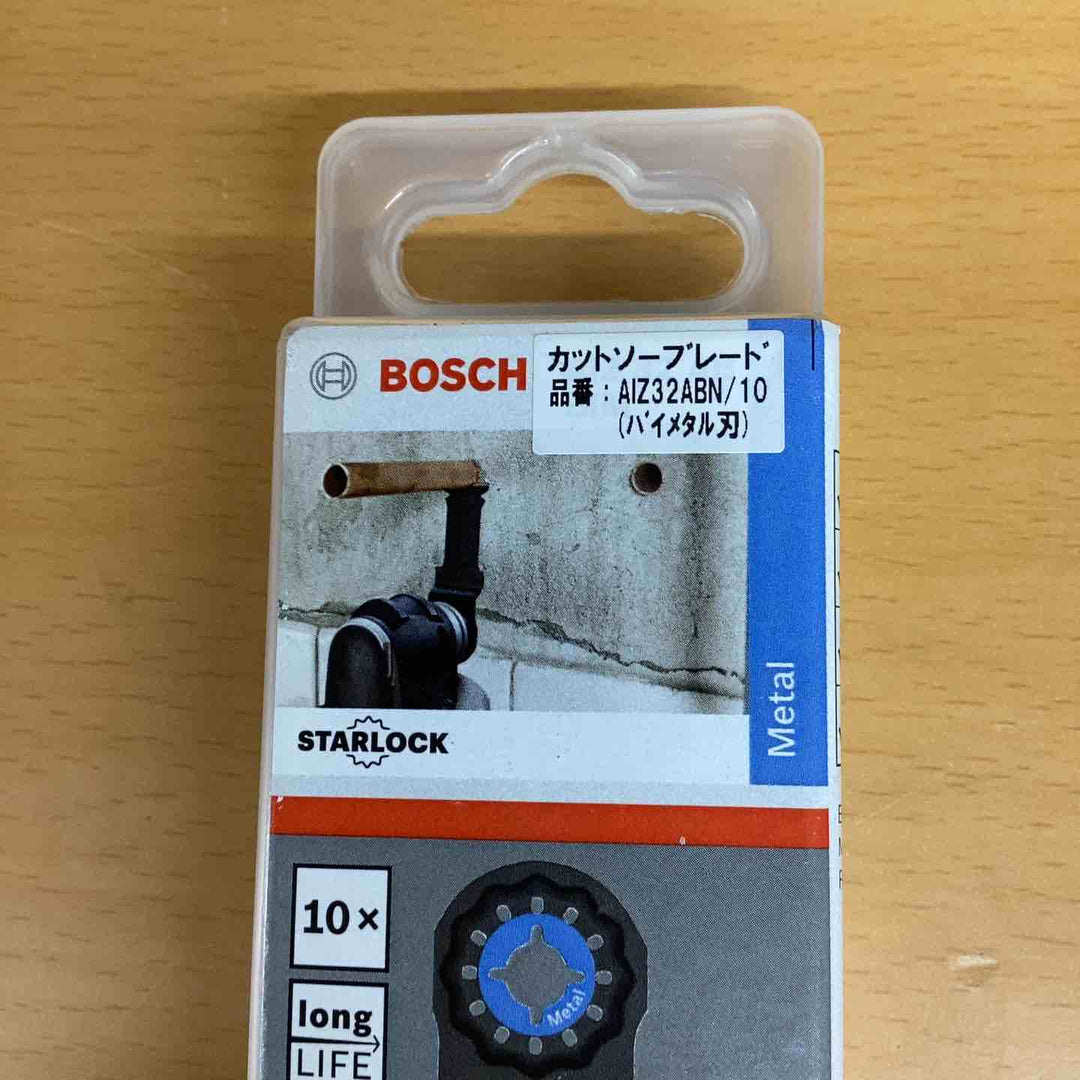 BOSCH
カットソーブレード
品番：AIZ32ABN/10
(バイメタル刃)
Metal
STARLOCK
10×
long
LIFE
Metal